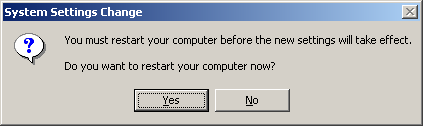 System Settings Change
You must restart your computer before the new settings will take effect.
Do you want to restart your computer now?
Yes No